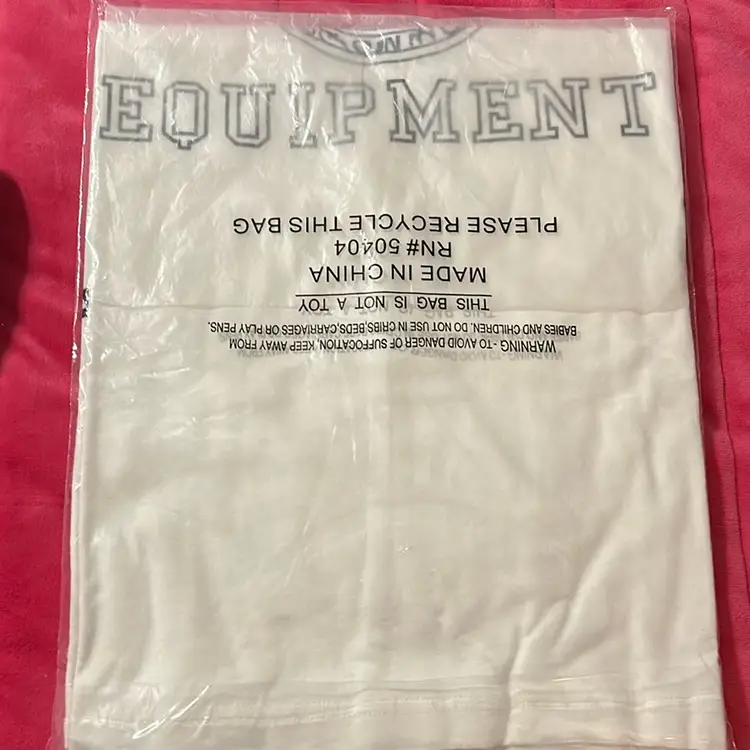 EQUIPMENT
WARNING - TO AVOID DANGER OF SUFFOCATION, KEEP AWAY FROM
BABIES AND CHILDREN. DO NOT USE IN CRIBS,BEDS,CARRIAGES OR PLAY PENS.
THIS BAG IS NOT A TOY
MADE IN CHINA
RN# 50404
PLEASE RECYCLE THIS BAG